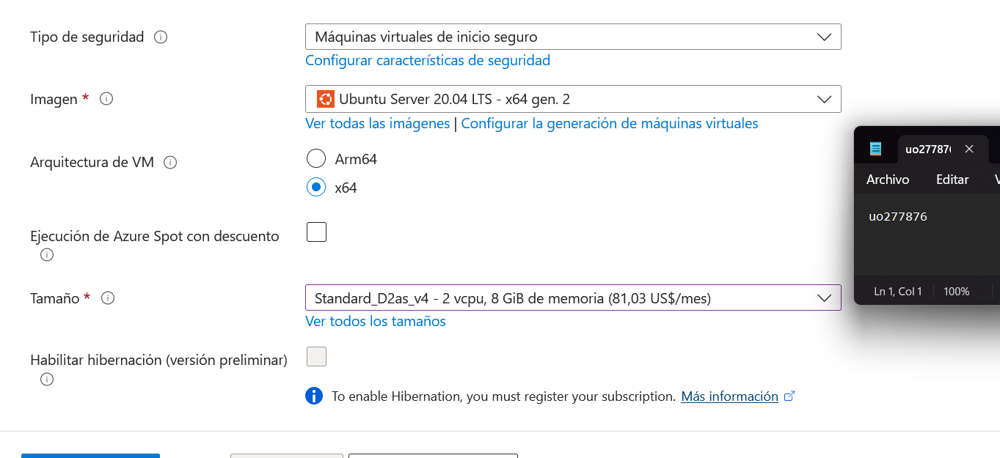 Tipo de seguridad
Máquinas virtuales de inicio seguro
Configurar características de seguridad
Imagen *
Ubuntu Server 20.04 LTS - x64 gen. 2
Ver todas las imágenes | Configurar la generación de máquinas virtuales
Arquitectura de VM
Arm64
x64
Ejecución de Azure Spot con descuento
Tamaño *
Standard_D2as_v4 - 2 vcpu, 8 GiB de memoria (81,03 US$/mes)
Ver todos los tamaños
Habilitar hibernación (versión preliminar)
To enable Hibernation, you must register your subscription. Más información
uo27787
Archivo Editar
uo277876
Ln 1, Col 1 100%